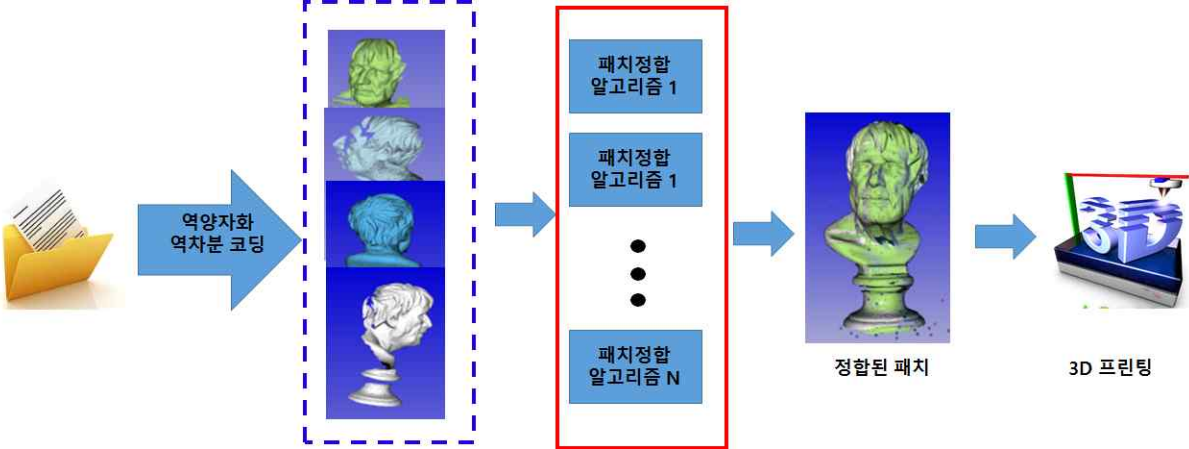 역양자화
역차분 코딩
패치정합
알고리즘 1
패치정합
알고리즘 1
패치정합
알고리즘 N
정합된 패치
3D 프린팅
3D